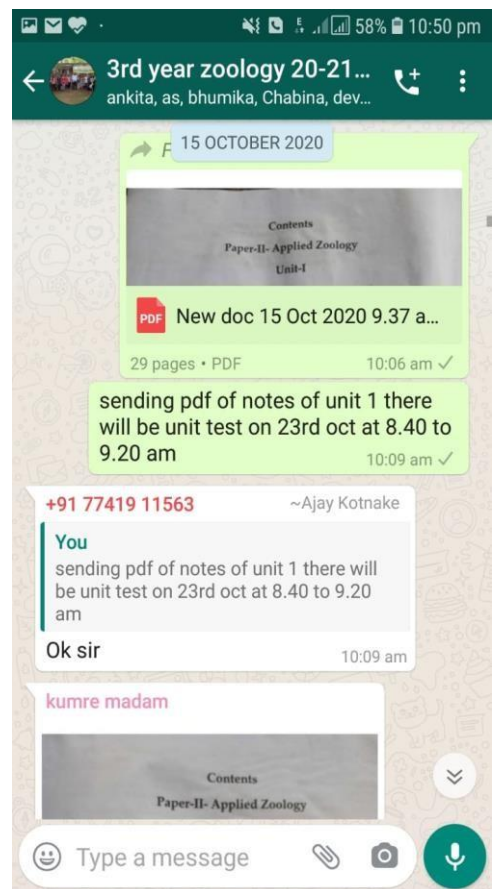 58% 10:50 pm
3rd year zoology 20-21...
ankita, as, bhumika, Chabina, dev...
15 OCTOBER 2020
F
Contents
Paper-II- Applied Zoology
Unit-I
PDF New doc 15 Oct 2020 9.37 a...
29 pages • PDF 10:06 am
sending pdf of notes of unit 1 there
will be unit test on 23rd oct at 8.40 to
9.20 am 10:09 am
+91 77419 11563 ~Ajay Kotnake
You
sending pdf of notes of unit 1 there will
be unit test on 23rd oct at 8.40 to 9.20
am
Ok sir 10:09 am
kumre madam
Contents
Paper-II- Applied Zoology
Type a message